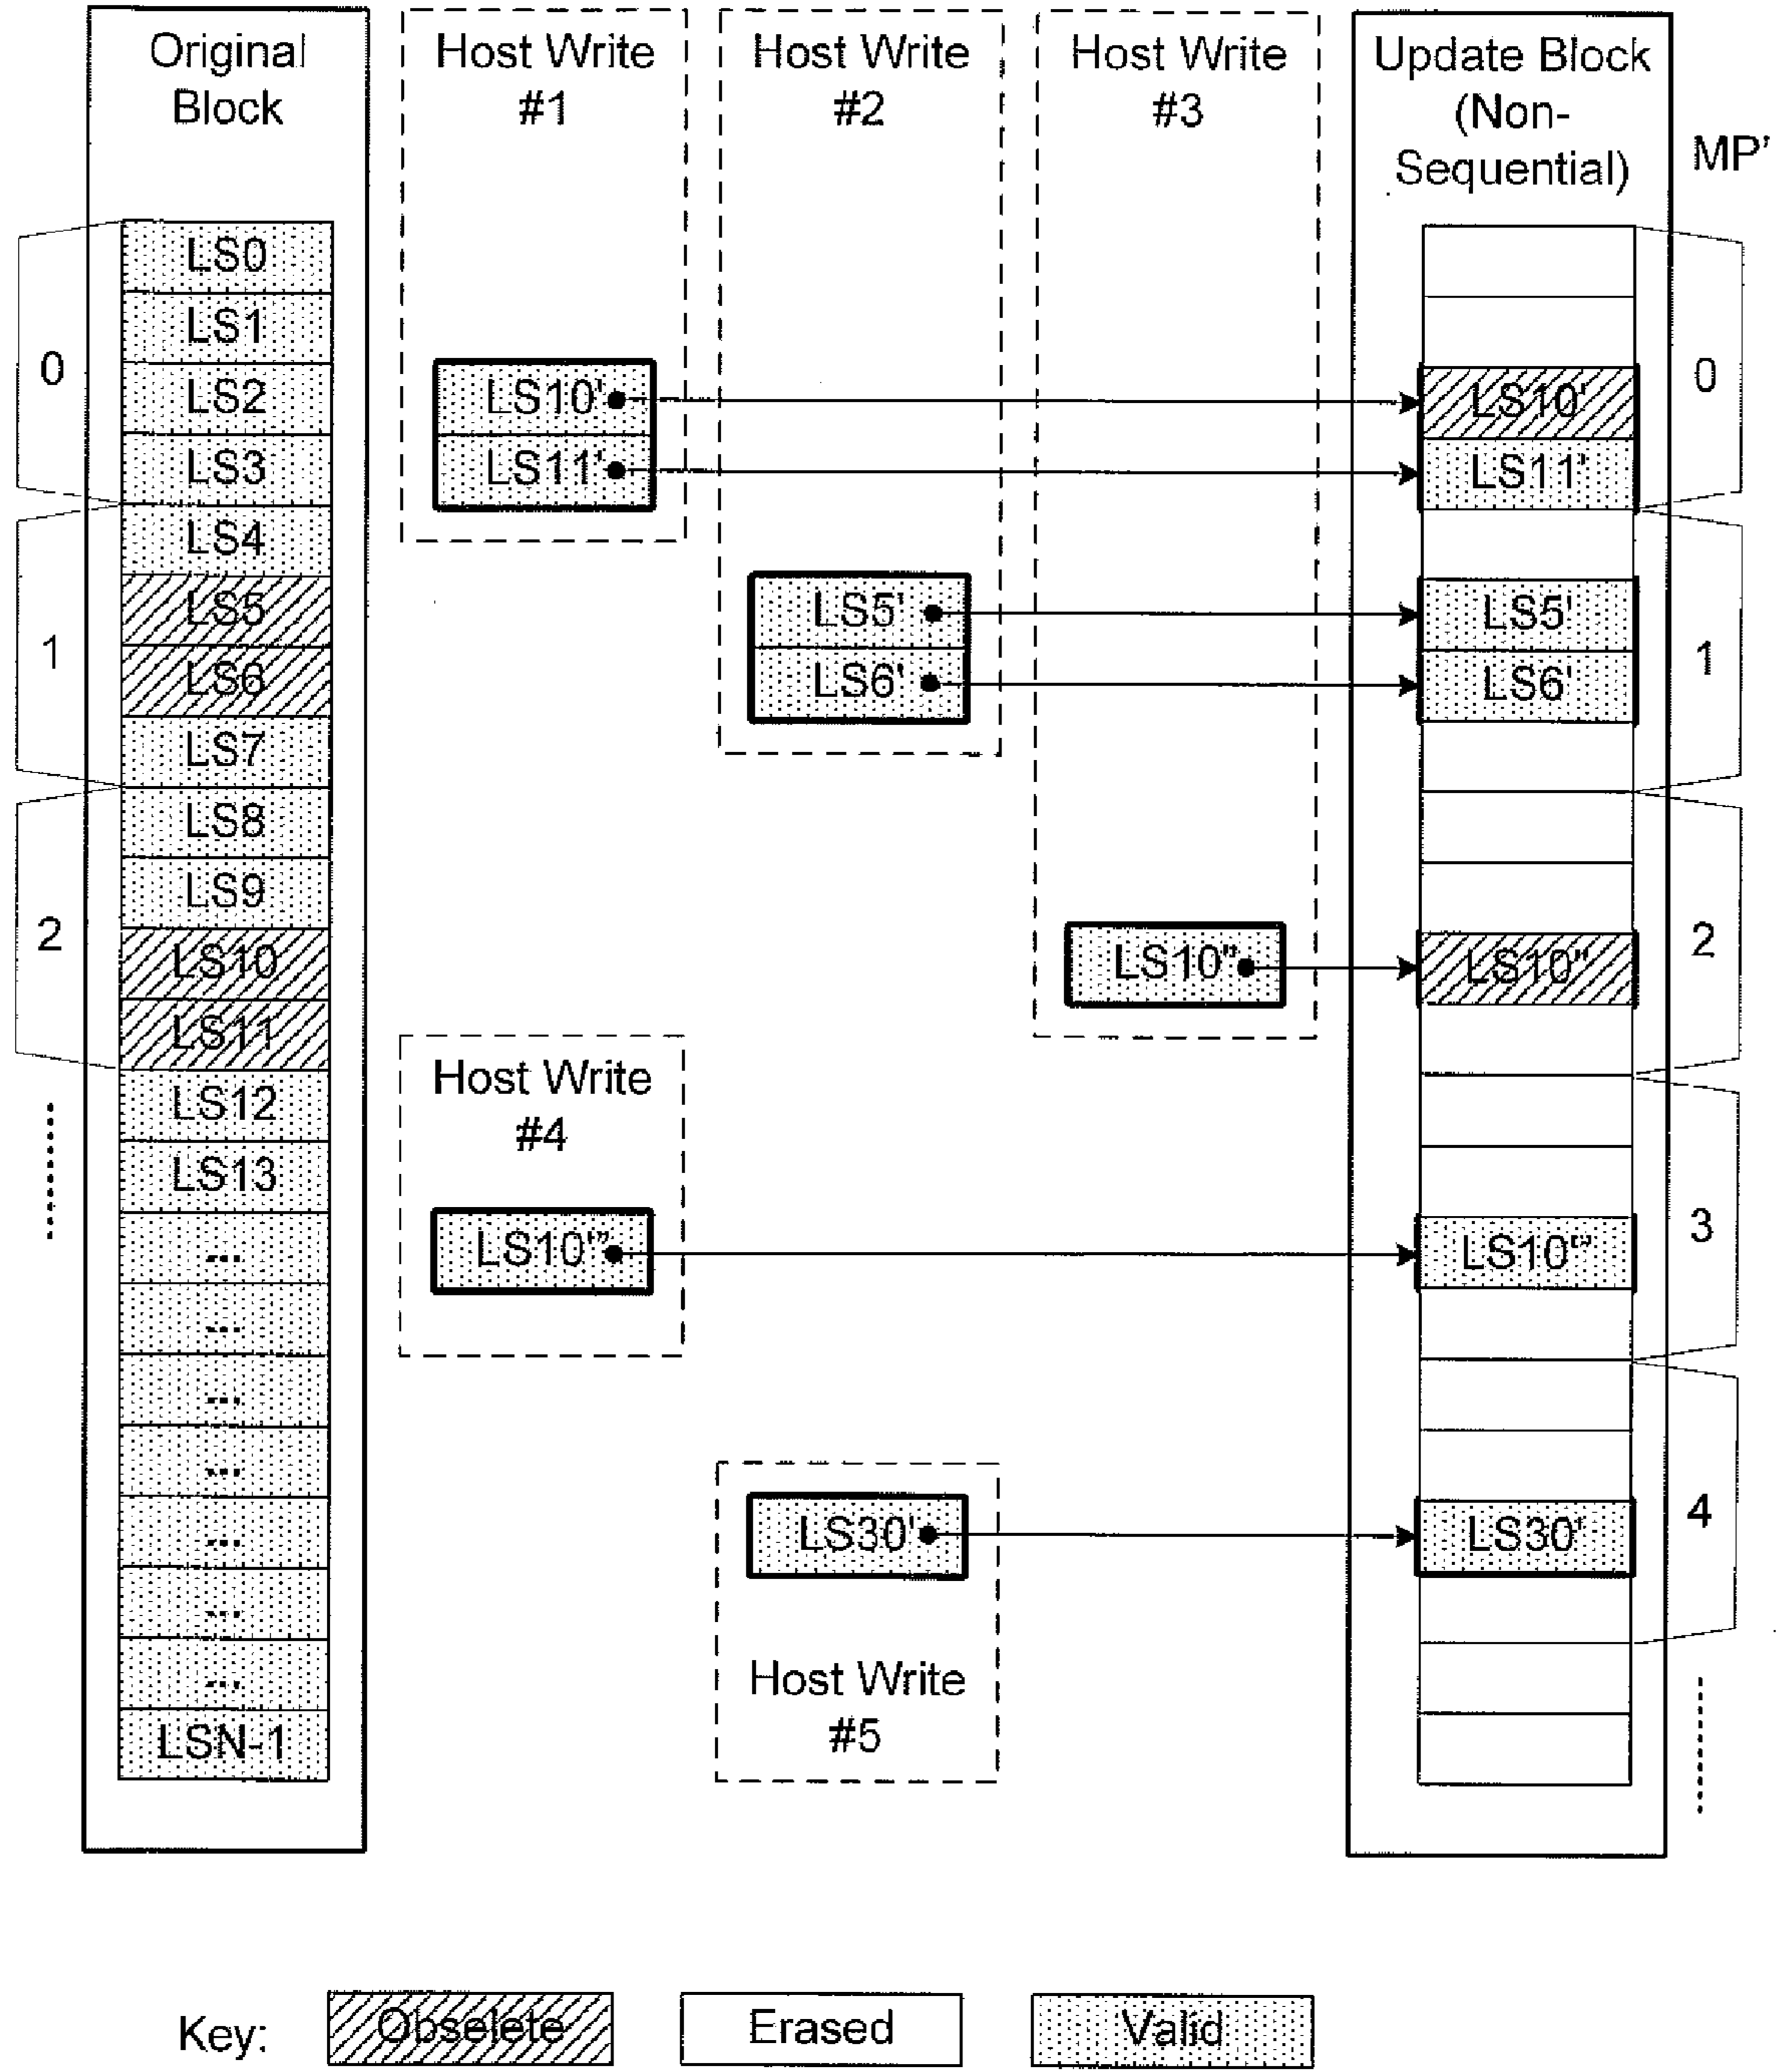 Original
Block
Host Write
#1
Host Write
#2
Host Write
#3
Update Block
(Non-
Sequential)
MP'
0
1
2
LS0
LS1
LS2
LS3
LS4
LS5
LS6
LS7
LS8
LS9
LS10
LS11
LS12
LS13
...
...
...
...
...
...
...
LSN-1
LS10'
LS11'
LS5'
LS6'
LS10"
Host Write
#4
LS10'"
LS30'
Host Write
#5
LS10'
LS11'
LS5'
LS6'
LS10"
LS10'"
LS30'
0
1
2
3
4
Key:
Obselete
Erased
Valid